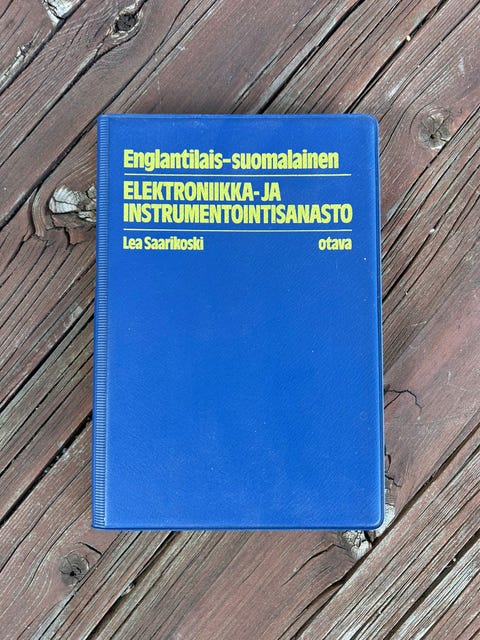 Englantilais-suomalainen
ELEKTRONIIKKA- JA
INSTRUMENTOINTISANASTO
Lea Saarikoski otava